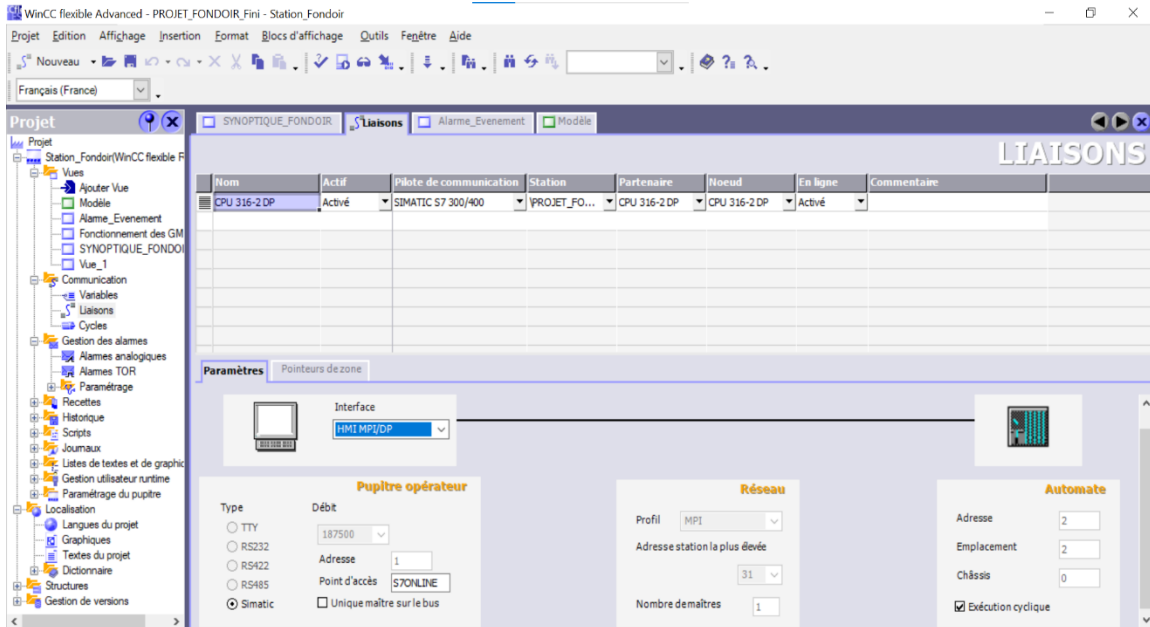 WinCC flexible Advanced - PROJET_FONDOIR_Fini - Station_Fondoir
Projet Edition Affichage Insertion Format Blocs d'affichage Outils Fenêtre Aide
Nouveau
Français (France)
Projet
SYNOPTIQUE_FONDOIR Liaisons Alarme_Evenement Modèle
LIAISONS
Projet
Station_Fondoir(WinCC flexible R
Vues
Ajouter Vue
Modèle
Alarme_Evenement
Fonctionnement des GM
SYNOPTIQUE_FONDOI
Vue_1
Communication
Variables
Liaisons
Cycles
Gestion des alarmes
Alarmes analogiques
Alarmes TOR
Paramétrage
Recettes
Historique
Scripts
Journaux
Listes de textes et de graphic
Gestion utilisateur runtime
Paramétrage du pupitre
Localisation
Langues du projet
Graphiques
Textes du projet
Dictionnaire
Structures
Gestion de versions
Nom Actif Pilote de communication Station Partenaire Noeud En ligne Commentaire
CPU 316-2 DP Activé SIMATIC S7 300/400 \PROJET_FO... CPU 316-2 DP CPU 316-2 DP Activé
Paramètres Pointeurs de zone
Interface
HMI MPI/DP
Pupitre opérateur
Type Débit
TTY
187500
RS232
Adresse 1
RS422
Point d'accès S7ONLINE
RS485
Simatic
Unique maître sur le bus
Réseau
Profil MPI
Adresse station la plus élevée
31
Nombre de maîtres 1
Automate
Adresse 2
Emplacement 2
Châssis 0
Exécution cyclique